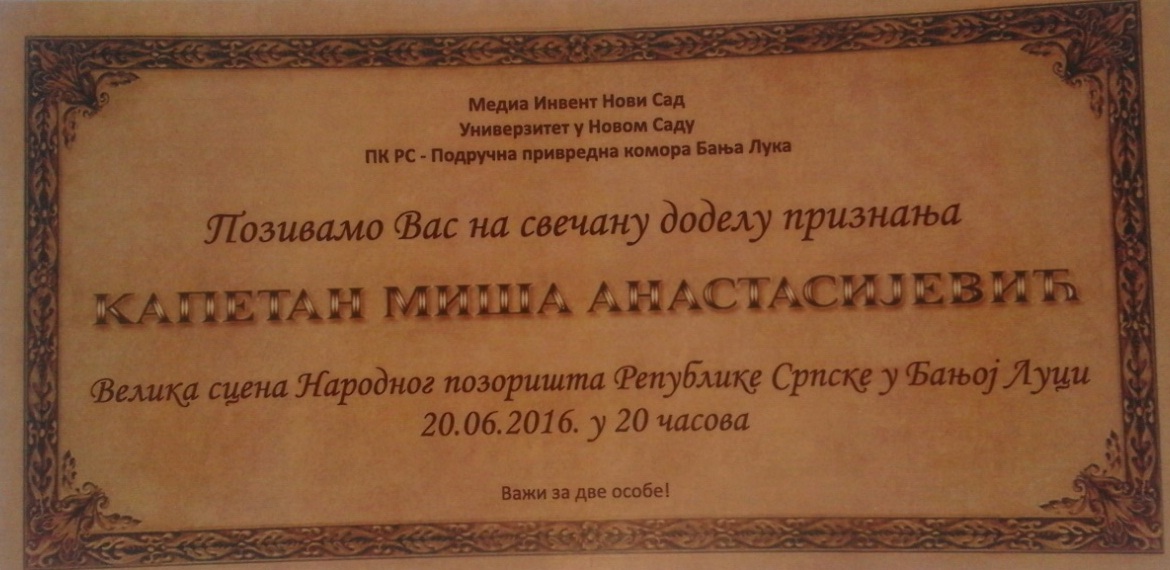 Медиа Инвент Нови Сад
Универзитет у Новом Саду
ПК РС - Подручна привредна комора Бања Лука
Позивамо Вас на свечану доделу признања
КАПЕТАН МИША АНАСТАСИЈЕВИЋ
Велика сцена Народног позоришта Републике Српске у Бањој Луци
20.06.2016. у 20 часова
Важи за две особе!